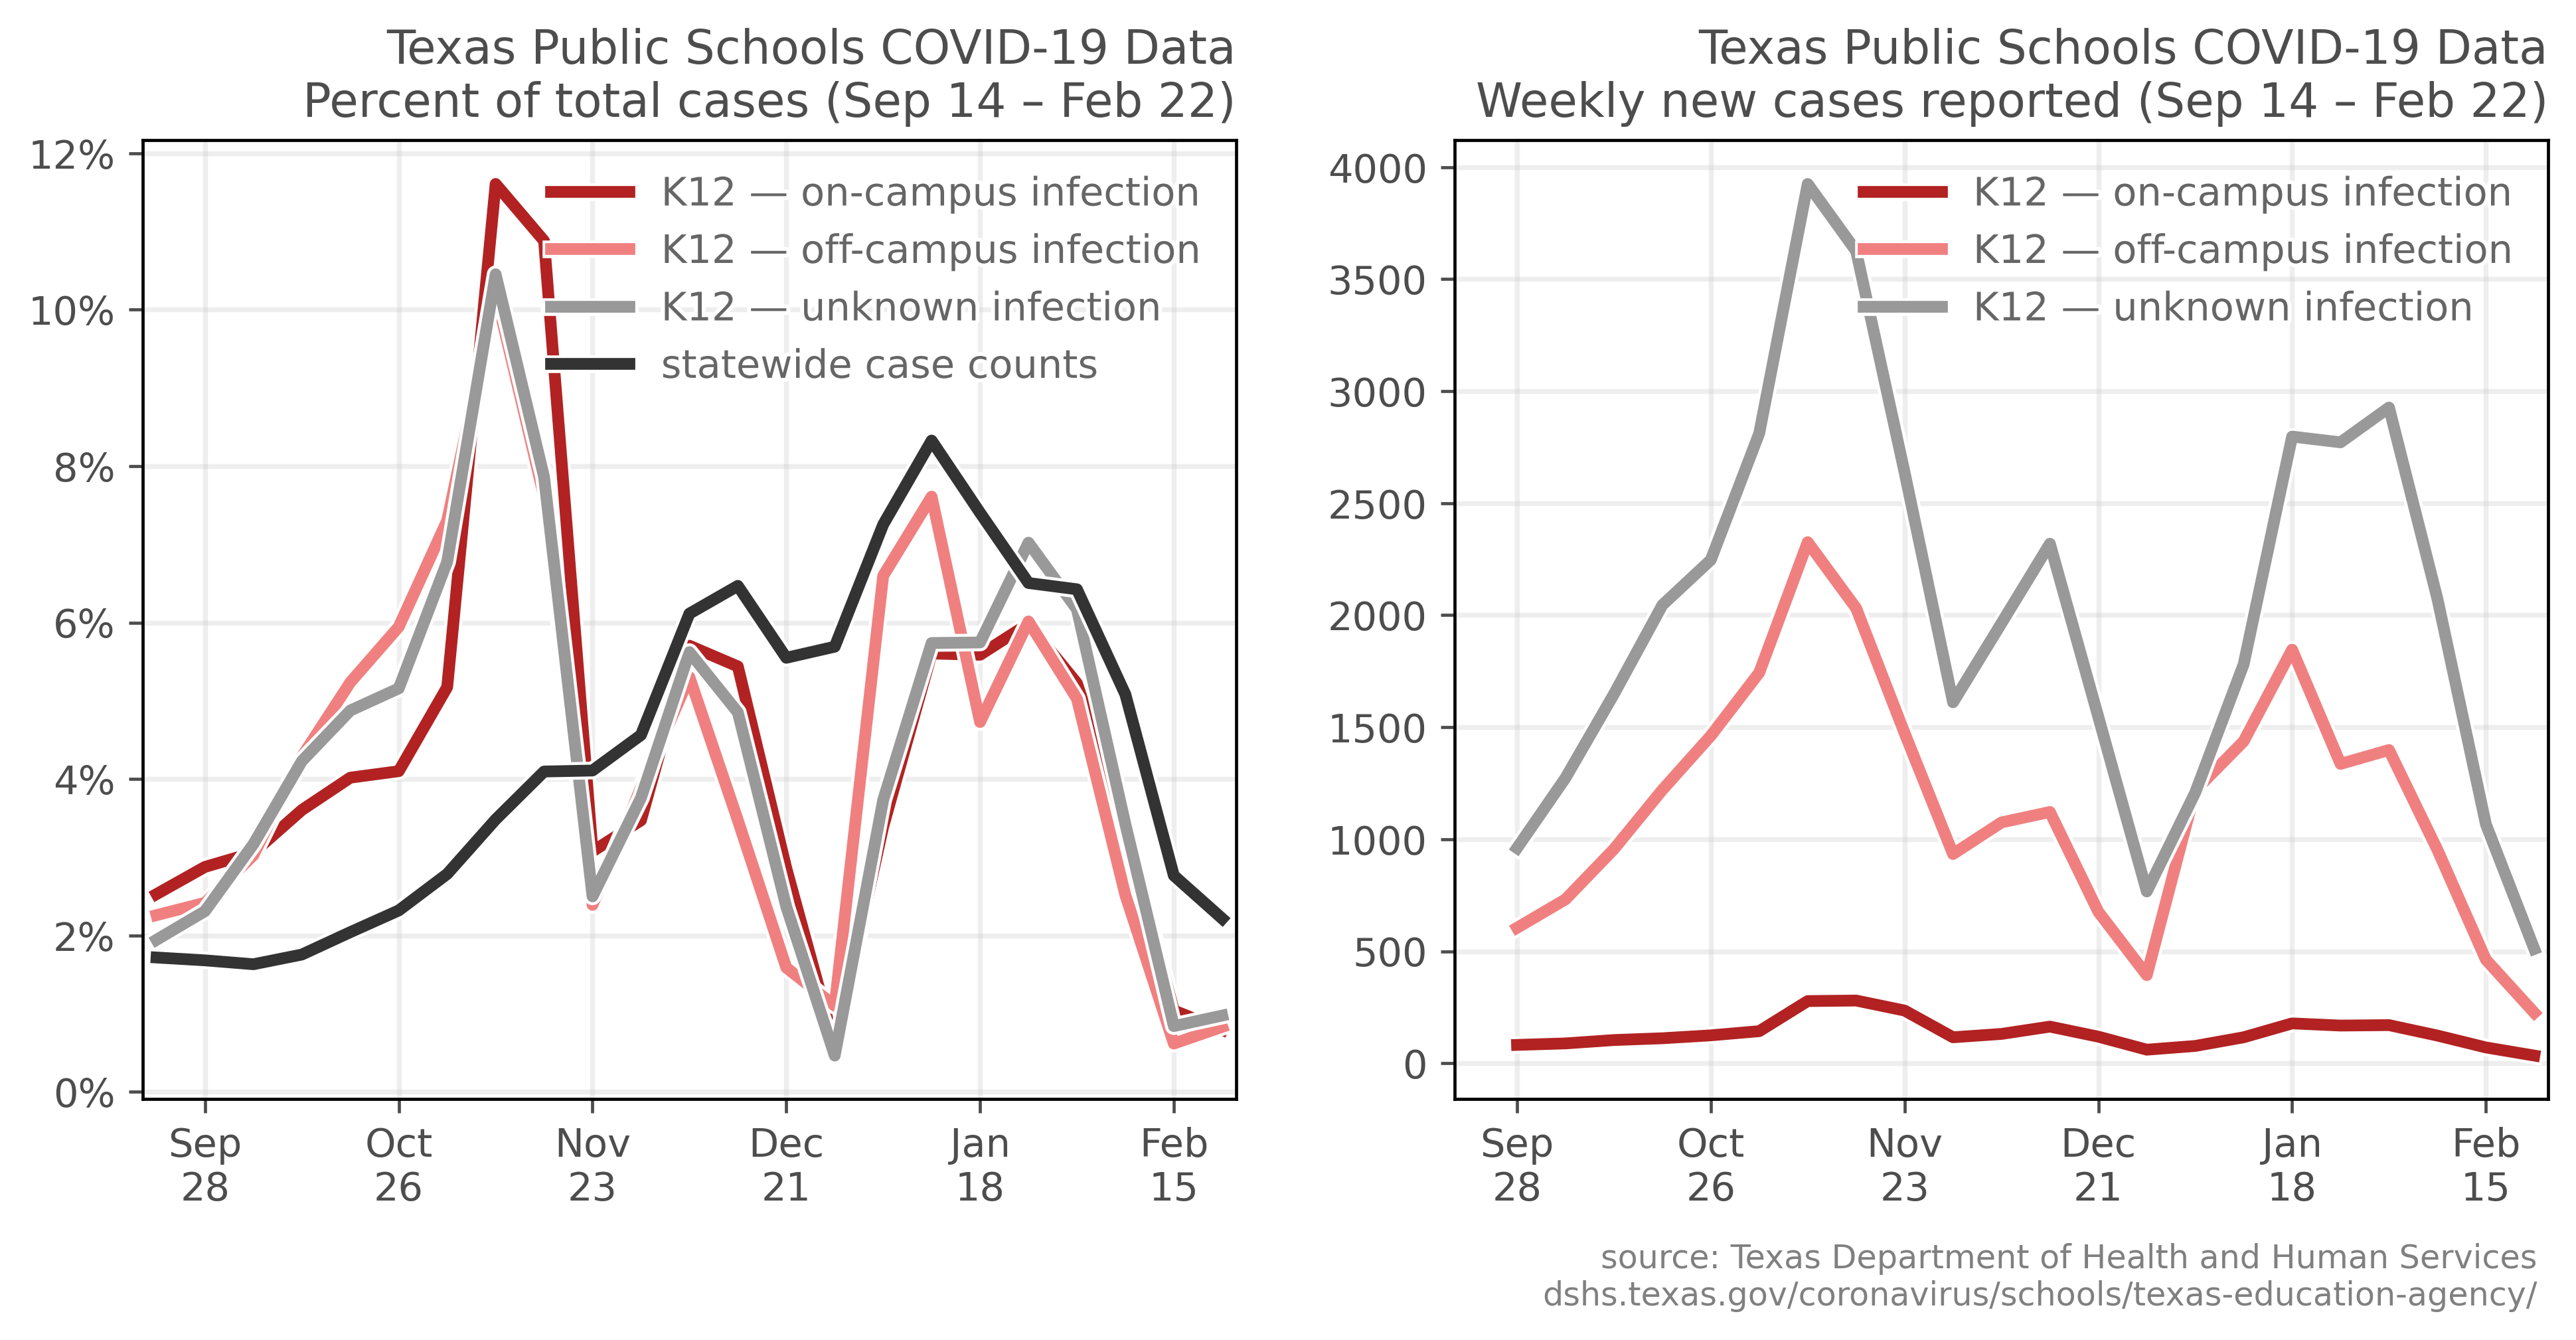 Texas Public Schools COVID-19 Data
Percent of total cases (Sep 14 – Feb 22)
12%
10%
8%
6%
4%
2%
0%
K12 — on-campus infection
K12 — off-campus infection
K12 — unknown infection
statewide case counts
Sep
28
Oct
26
Nov
23
Dec
21
Jan
18
Feb
15
Texas Public Schools COVID-19 Data
Weekly new cases reported (Sep 14 – Feb 22)
4000
3500
3000
2500
2000
1500
1000
500
0
K12 — on-campus infection
K12 — off-campus infection
K12 — unknown infection
Sep
28
Oct
26
Nov
23
Dec
21
Jan
18
Feb
15
source: Texas Department of Health and Human Services
dshs.texas.gov/coronavirus/schools/texas-education-agency/